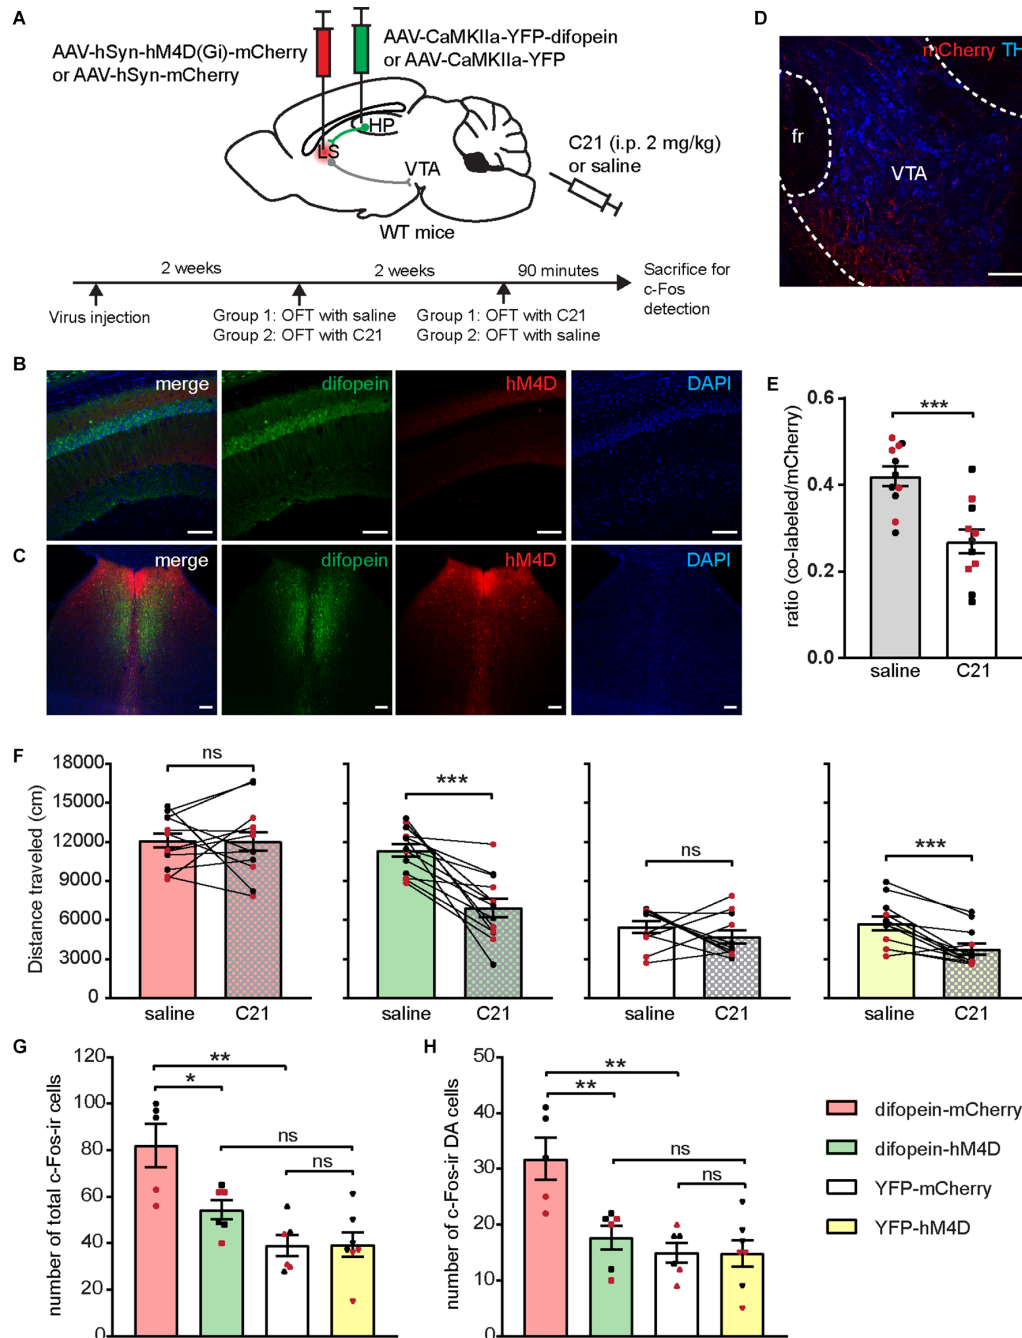 A
AAV-hSyn-hM4D(Gi)-mCherry
or AAV-hSyn-mCherry
AAV-CaMKIIa-YFP-difopein
or AAV-CaMKIIa-YFP
HP
LS
VTA
C21 (i.p. 2 mg/kg)
or saline
WT mice
2 weeks
2 weeks
90 minutes
Sacrifice for
c-Fos
detection
Virus injection
Group 1: OFT with saline
Group 2: OFT with C21
Group 1: OFT with C21
Group 2: OFT with saline
D
mCherry TH
fr
VTA
B
merge
difopein
hM4D
DAPI
C
merge
difopein
hM4D
DAPI
E
ratio (co-labeled/mCherry)
0.6
0.4
0.2
0.0
***
saline
C21
F
Distance traveled (cm)
18000
15000
12000
9000
6000
3000
0
ns
***
ns
***
saline
C21
saline
C21
saline
C21
saline
C21
G
number of total c-Fos-ir cells
120
100
80
60
40
20
0
**
*
ns
ns
H
number of c-Fos-ir DA cells
50
40
30
20
10
0
**
**
ns
ns
difopein-mCherry
difopein-hM4D
YFP-mCherry
YFP-hM4D